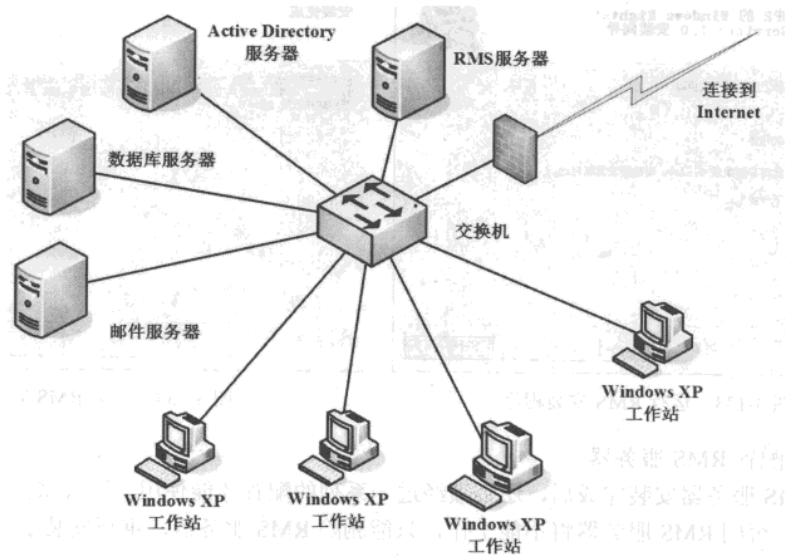 Active Directory
服务器
RMS服务器
连接到
Internet
数据库服务器
交换机
邮件服务器
Windows XP
工作站
Windows XP
工作站
Windows XP
工作站
Windows XP
工作站